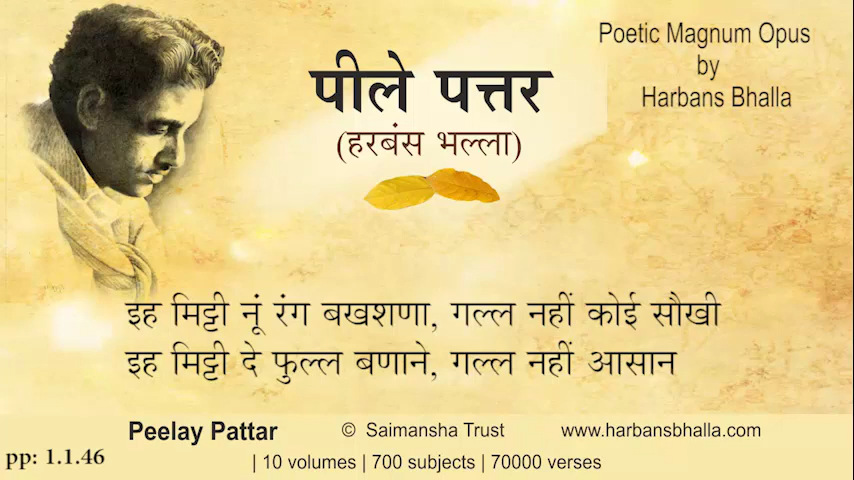 पीले पत्तर
(हरबंस भल्ला)
Poetic Magnum Opus
by
Harbans Bhalla
इह मिट्टी नूं रंग बखशणा, गल्ल नहीं कोई सौखी
इह मिट्टी दे फुल्ल बणाने, गल्ल नहीं आसान
Peelay Pattar © Saimansha Trust www.harbansbhalla.com
pp: 1.1.46
| 10 volumes | 700 subjects | 70000 verses